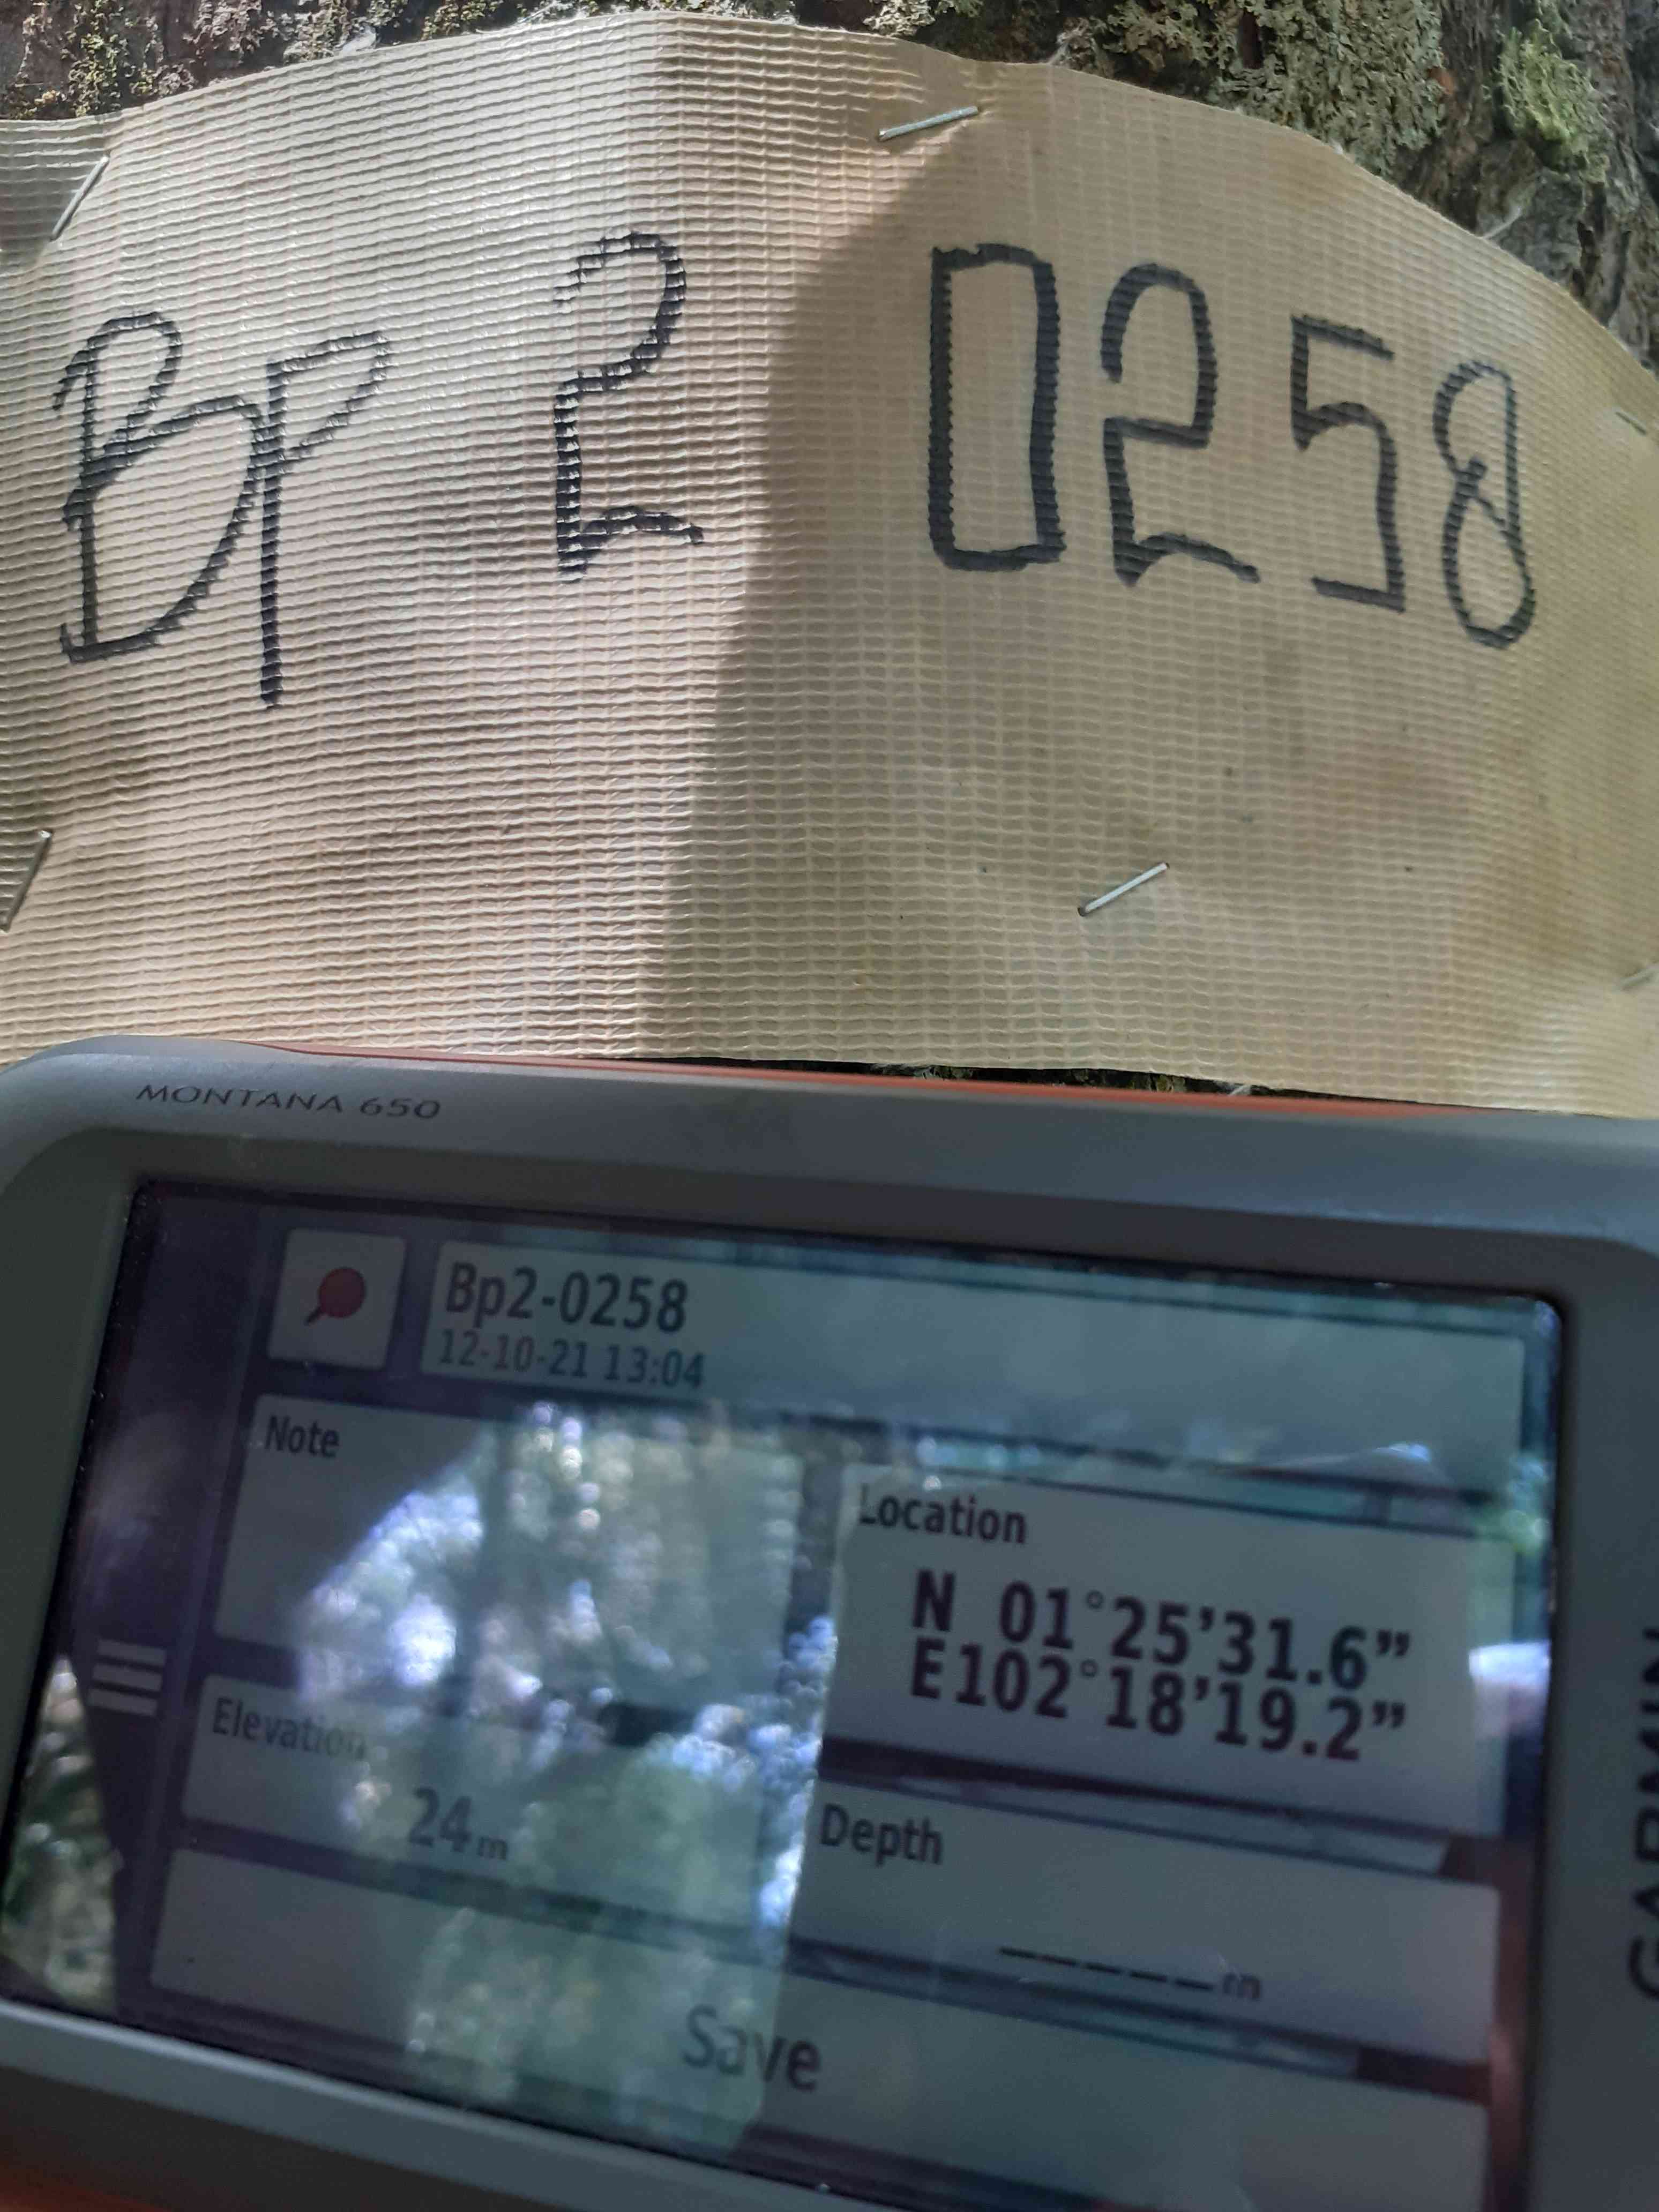 BP 2 0258
MONTANA 650
Bp2-0258
12-10-21 13:04
Note
Location
N 01°25'31.6"
E102°18'19.2"
Elevation
24m
Depth
_____m
Save
GARMIN